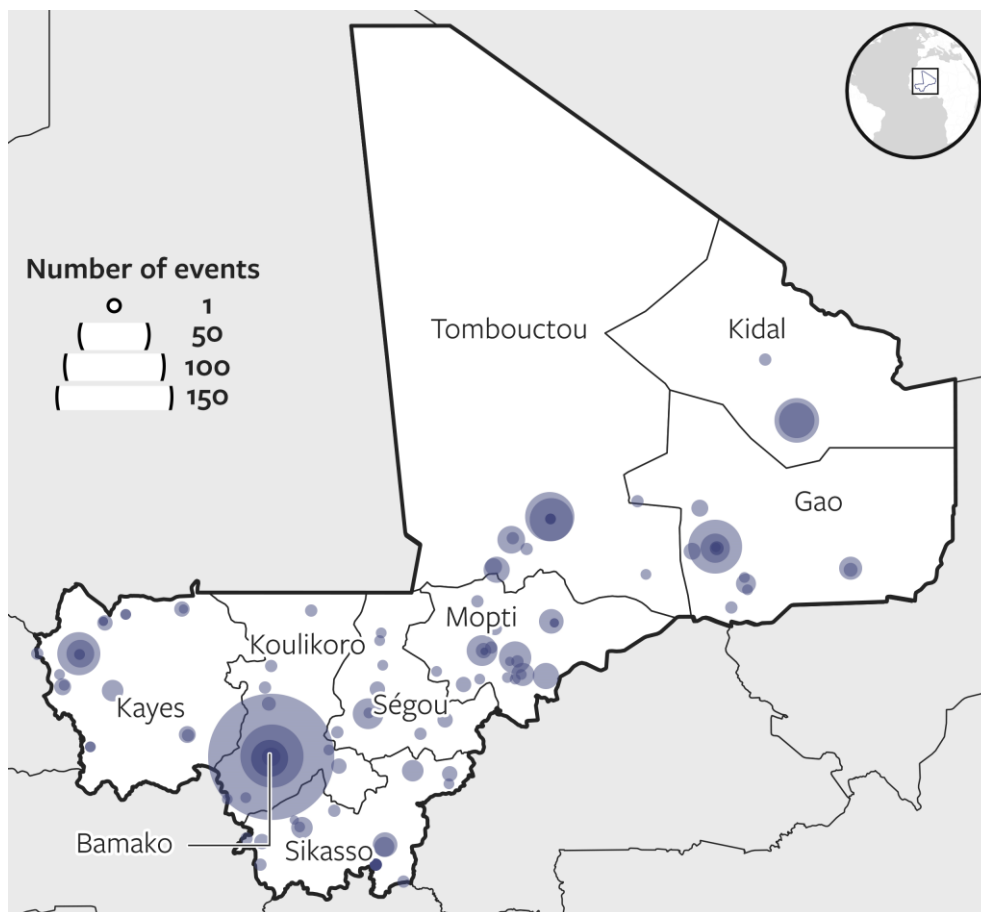 Number of events
1
50
100
150
Tombouctou
Kidal
Gao
Mopti
Koulikoro
Ségou
Kayes
Bamako
Sikasso